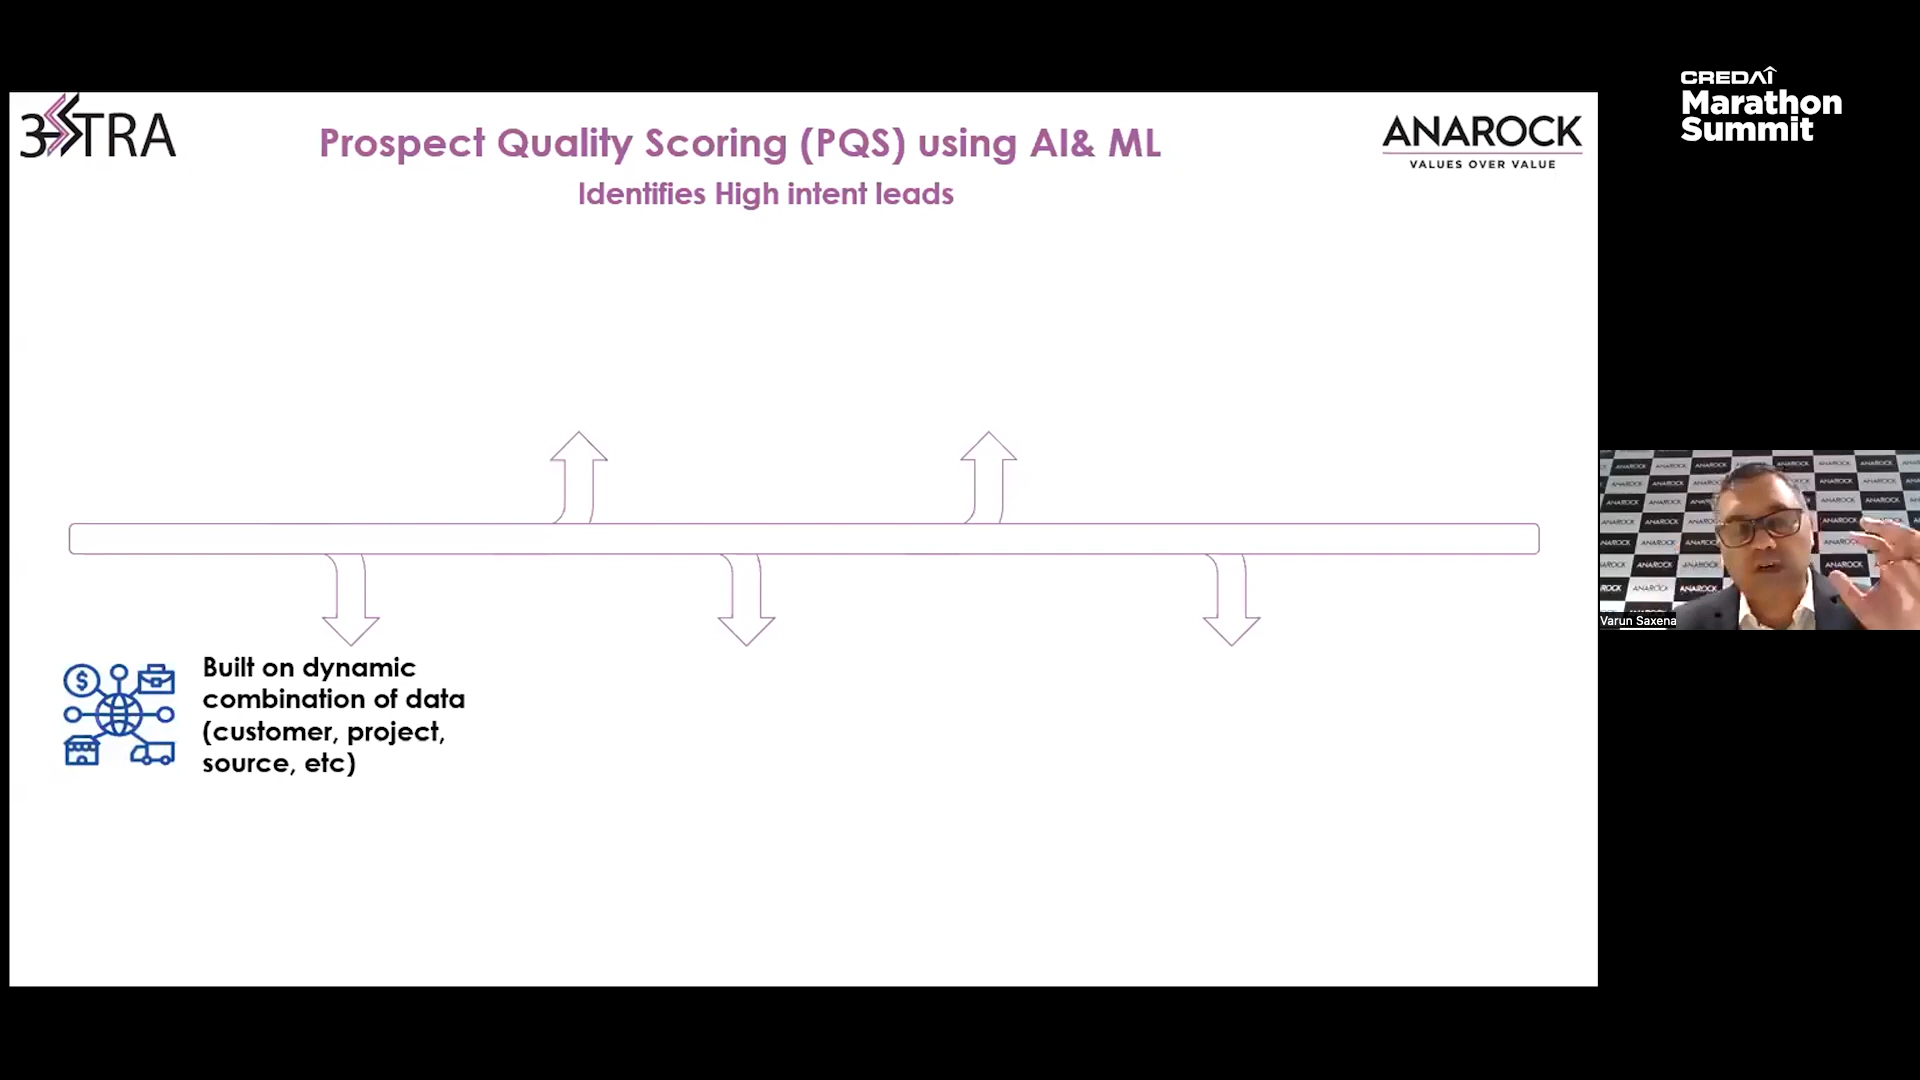 3STRA
Prospect Quality Scoring (PQS) using AI& ML
Identifies High intent leads
ANAROCK
VALUES OVER VALUE
CREDAI
Marathon
Summit
Built on dynamic
combination of data
(customer, project,
source, etc)
$
ANAROCK
Varun Saxena